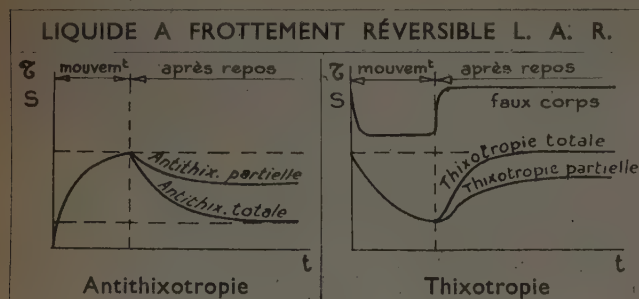 LIQUIDE A FROTTEMENT RÉVERSIBLE L. A. R.
τ mouvemᵗ après repos
S
Antithix. partielle
Antithix. totale
t
Antithixotropie
τ mouvemᵗ après repos
S
faux corps
Thixotropie totale
Thixotropie partielle
t
Thixotropie